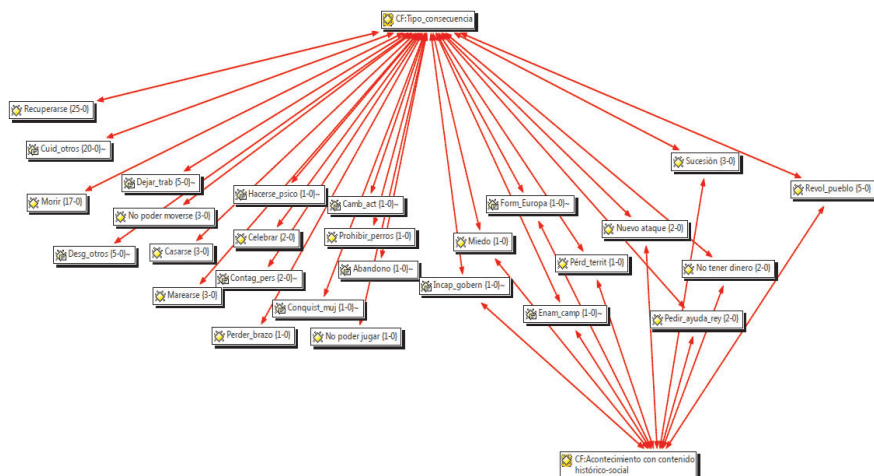 CF:Tipo_consecuencia
Recuperarse {25-0}
Cuid_otros {20-0}~
Sucesión {3-0}
Dejar_trab {5-0}~
Revol_pueblo {5-0}
Hacerse_psico {1-0}~
Morir {17-0}
Camb_act {1-0}~
Form_Europa {1-0}~
No poder moverse {3-0}
Nuevo ataque {2-0}
Celebrar {2-0}
Prohibir_perros {1-0}
Miedo {1-0}
Desg_otros {5-0}~
Casarse {3-0}
Pérd_territ {1-0}
No tener dinero {2-0}
Contag_pers {2-0}~
Abandono {1-0}~
Incap_gobern {1-0}~
Marearse {3-0}
Conquist_muj {1-0}~
Enam_camp {1-0}~
Pedir_ayuda_rey {2-0}
Perder_brazo {1-0}
No poder jugar {1-0}
CF:Acontecimiento con contenido
histórico-social